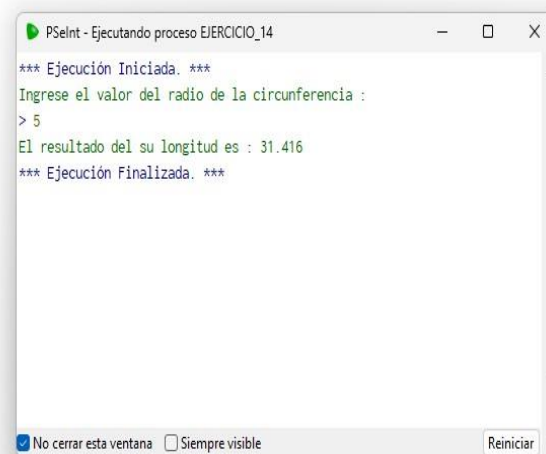 PSeInt - Ejecutando proceso EJERCICIO_14
*** Ejecución Iniciada. ***
Ingrese el valor del radio de la circunferencia :
> 5
El resultado del su longitud es : 31.416
*** Ejecución Finalizada. ***
No cerrar esta ventana Siempre visible Reiniciar